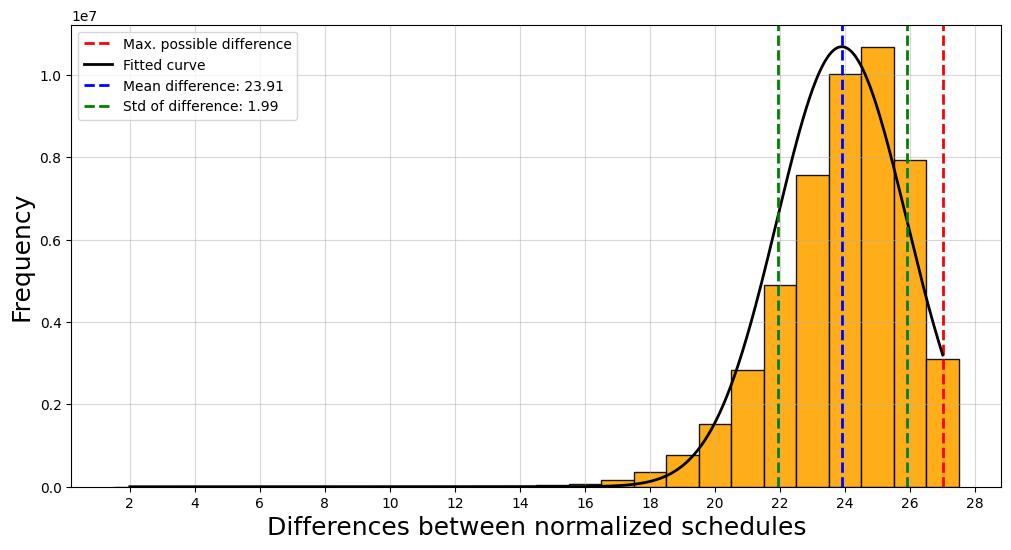 1e7
Max. possible difference
Fitted curve
Mean difference: 23.91
Std of difference: 1.99
1.0
0.8
0.6
0.4
0.2
0.0
Frequency
2 4 6 8 10 12 14 16 18 20 22 24 26 28
Differences between normalized schedules